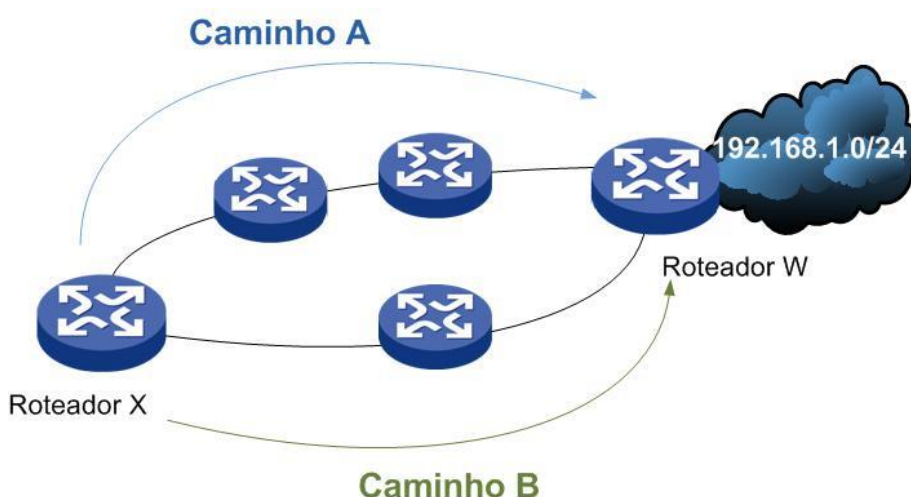 Caminho A
192.168.1.0/24
Roteador W
Roteador X
Caminho B